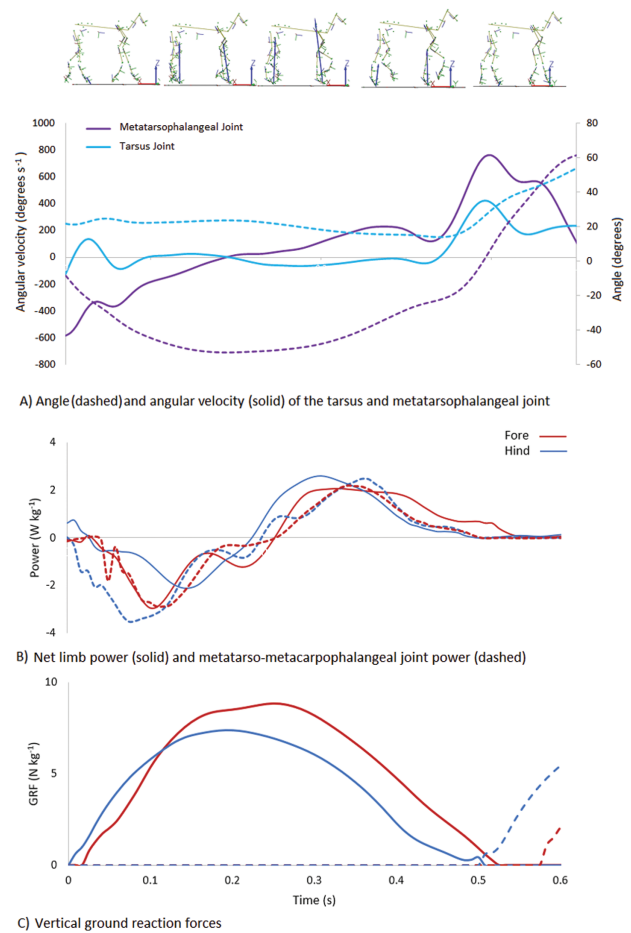 Z Z Z Z Z
1000 80
Metatarsophalangeal Joint
800
Tarsus Joint
60
600
40
400
200 20
0 0
-200
-20
-400
-40
-600
-800 -60
Angular velocity (degrees s-1)
Angle (degrees)
A) Angle (dashed) and angular velocity (solid) of the tarsus and metatarsophalangeal joint
4
Fore
Hind
2
0
-2
-4
Power (W kg-1)
B) Net limb power (solid) and metatarso-metacarpophalangeal joint power (dashed)
10
5
0
GRF (N kg-1)
0 0.1 0.2 0.3 0.4 0.5 0.6
Time (s)
C) Vertical ground reaction forces